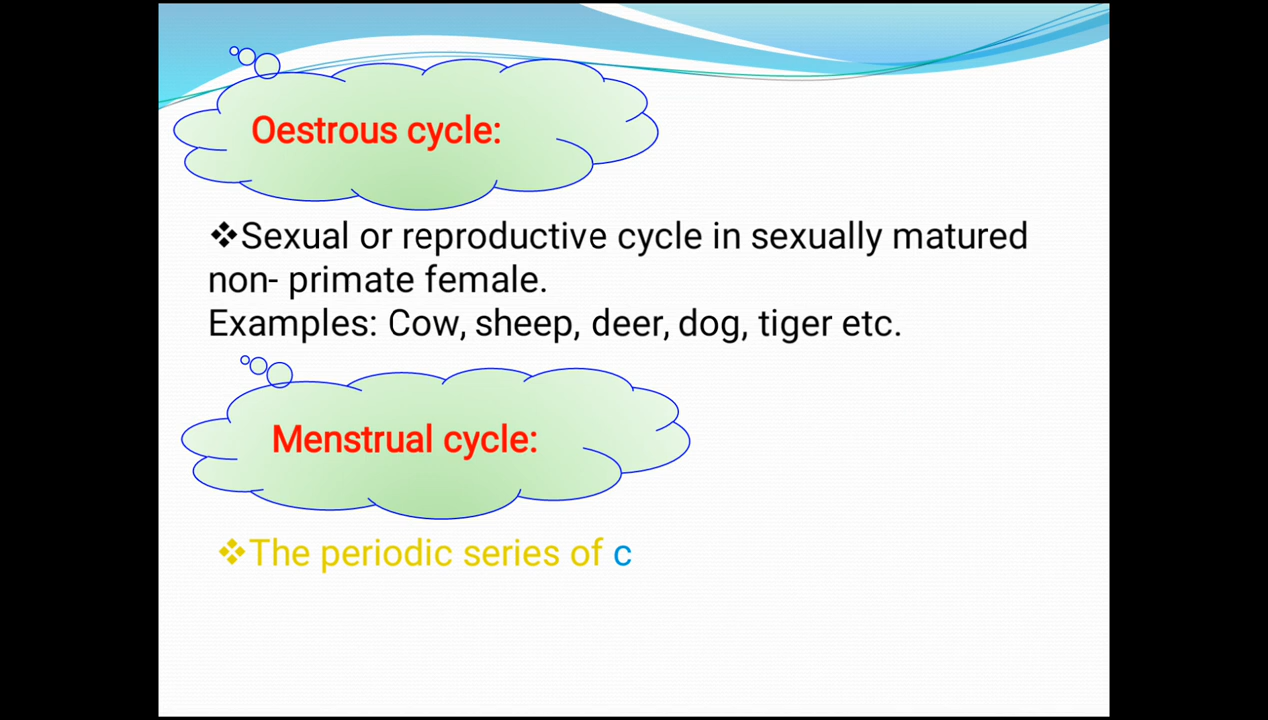 Oestrous cycle:
❖Sexual or reproductive cycle in sexually matured
non- primate female.
Examples: Cow, sheep, deer, dog, tiger etc.
Menstrual cycle:
❖The periodic series of c